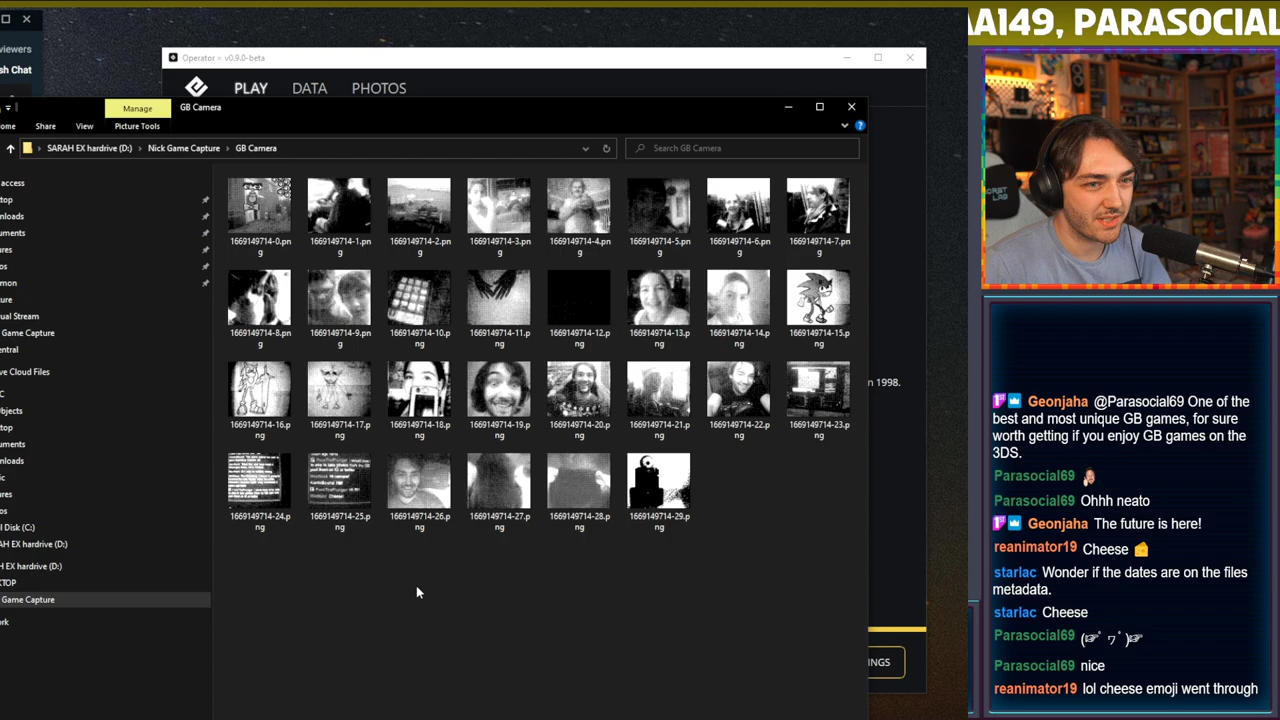 AA149, PARASOCIAL
viewers
sh Chat
Operator = v0.9.0-beta
PLAY DATA PHOTOS
Manage
GB Camera
ome Share View Picture Tools
SARAH EX hardrive (D:) Nick Game Capture GB Camera
Search GB Camera
access
top
nloads
uments
ures
os
mon
ture
ual Stream
Game Capture
entral
ve Cloud Files
C
Objects
ktop
uments
nloads
sic
ures
os
l Disk (C:)
AH EX hardrive (D:)
H EX hardrive (D:)
KTOP
Game Capture
ork
1669149714-0.png
1669149714-1.png
1669149714-2.png
1669149714-3.png
1669149714-4.png
1669149714-5.png
1669149714-6.png
1669149714-7.png
1669149714-8.png
1669149714-9.png
1669149714-10.png
1669149714-11.png
1669149714-12.png
1669149714-13.png
1669149714-14.png
1669149714-15.png
1669149714-16.png
1669149714-17.png
1669149714-18.png
1669149714-19.png
1669149714-20.png
1669149714-21.png
1669149714-22.png
1669149714-23.png
1669149714-24.png
1669149714-25.png
1669149714-26.png
1669149714-27.png
1669149714-28.png
1669149714-29.png
n 1998.
INGS
Geonjaha @Parasocial69 One of the
best and most unique GB games, for sure
worth getting if you enjoy GB games on the
3DS.
Parasocial69
Parasocial69 Ohhh neato
Geonjaha The future is here!
reanimator19 Cheese 🧀
starlac Wonder if the dates are on the files
metadata.
starlac Cheese
Parasocial69 (☞ﾟヮﾟ)☞
Parasocial69 nice
reanimator19 lol cheese emoji went through